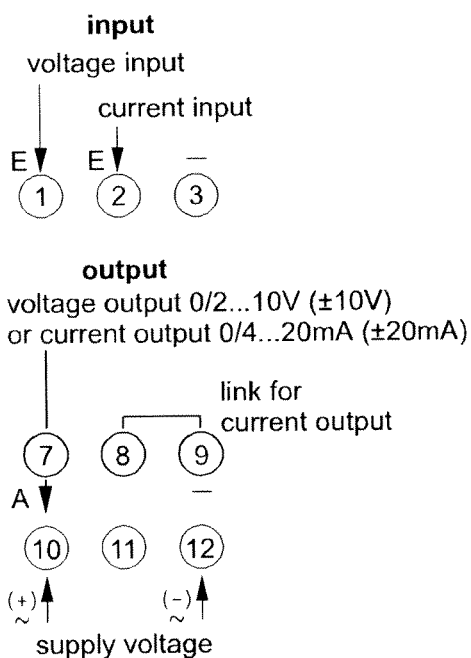 input
voltage input
current input
E E —
1 2 3
output
voltage output 0/2...10V (±10V)
or current output 0/4...20mA (±20mA)
link for
current output
7 8 9
A —
10 11 12
(+) (-)
~ ~
supply voltage